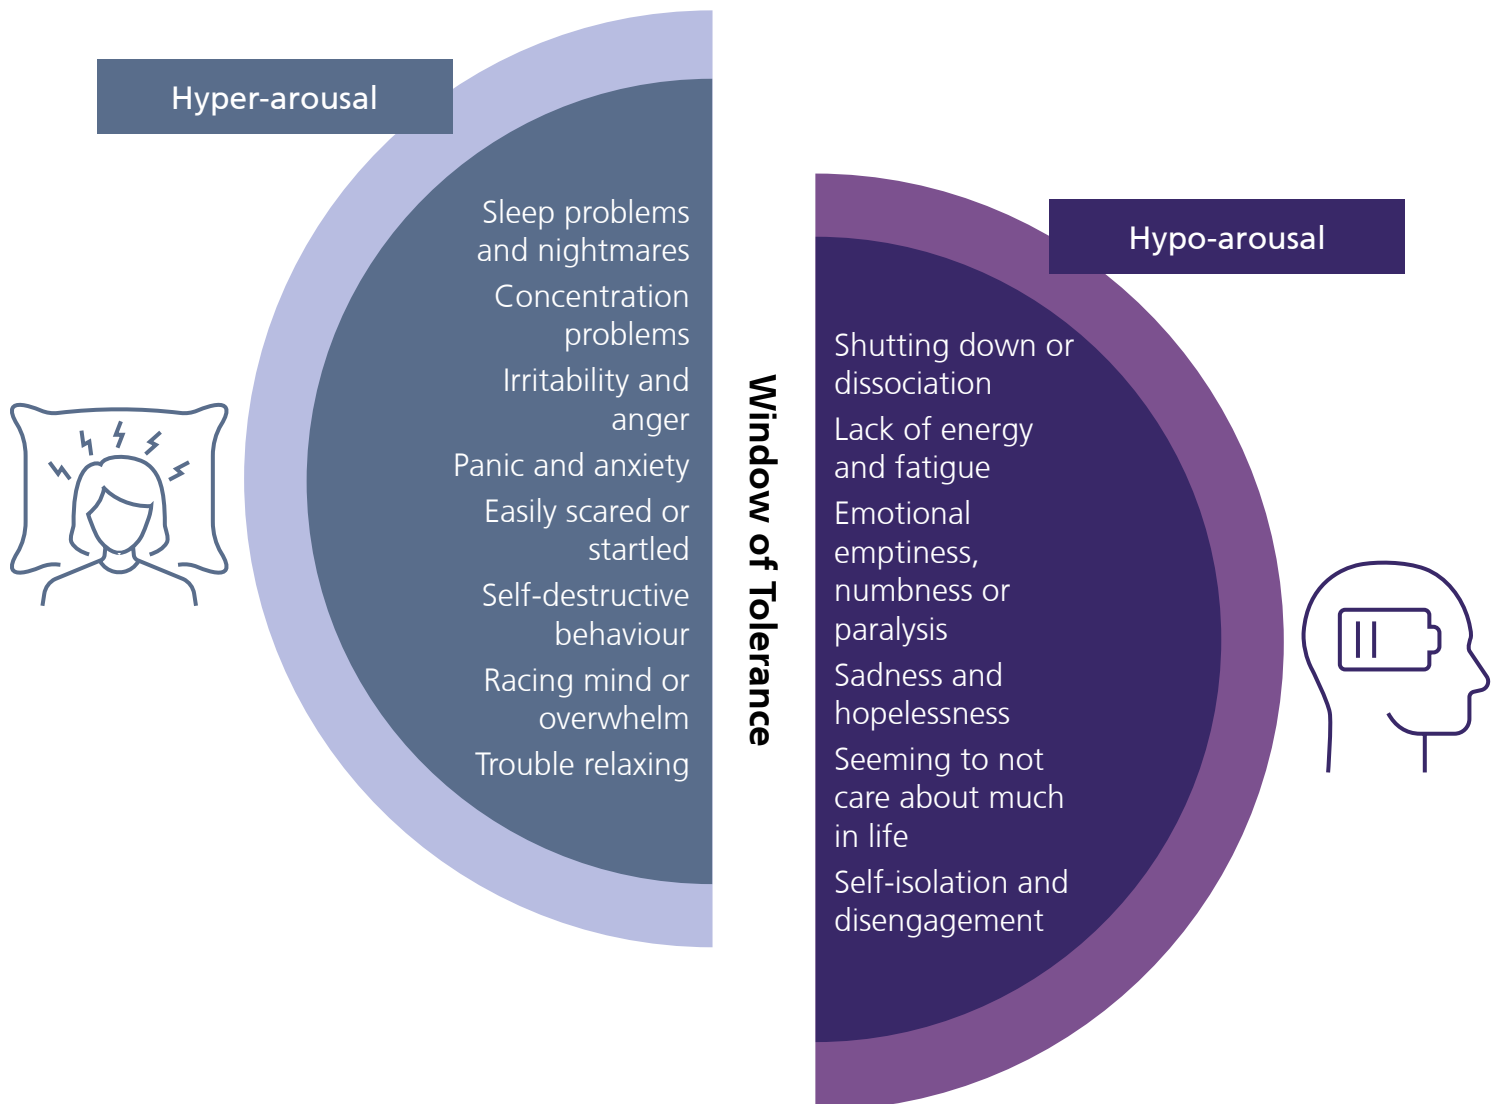 Hyper-arousal
Sleep problems
and nightmares
Concentration
problems
Irritability and
anger
Panic and anxiety
Easily scared or
startled
Self-destructive
behaviour
Racing mind or
overwhelm
Trouble relaxing
Window of Tolerance
Hypo-arousal
Shutting down or
dissociation
Lack of energy
and fatigue
Emotional
emptiness,
numbness or
paralysis
Sadness and
hopelessness
Seeming to not
care about much
in life
Self-isolation and
disengagement